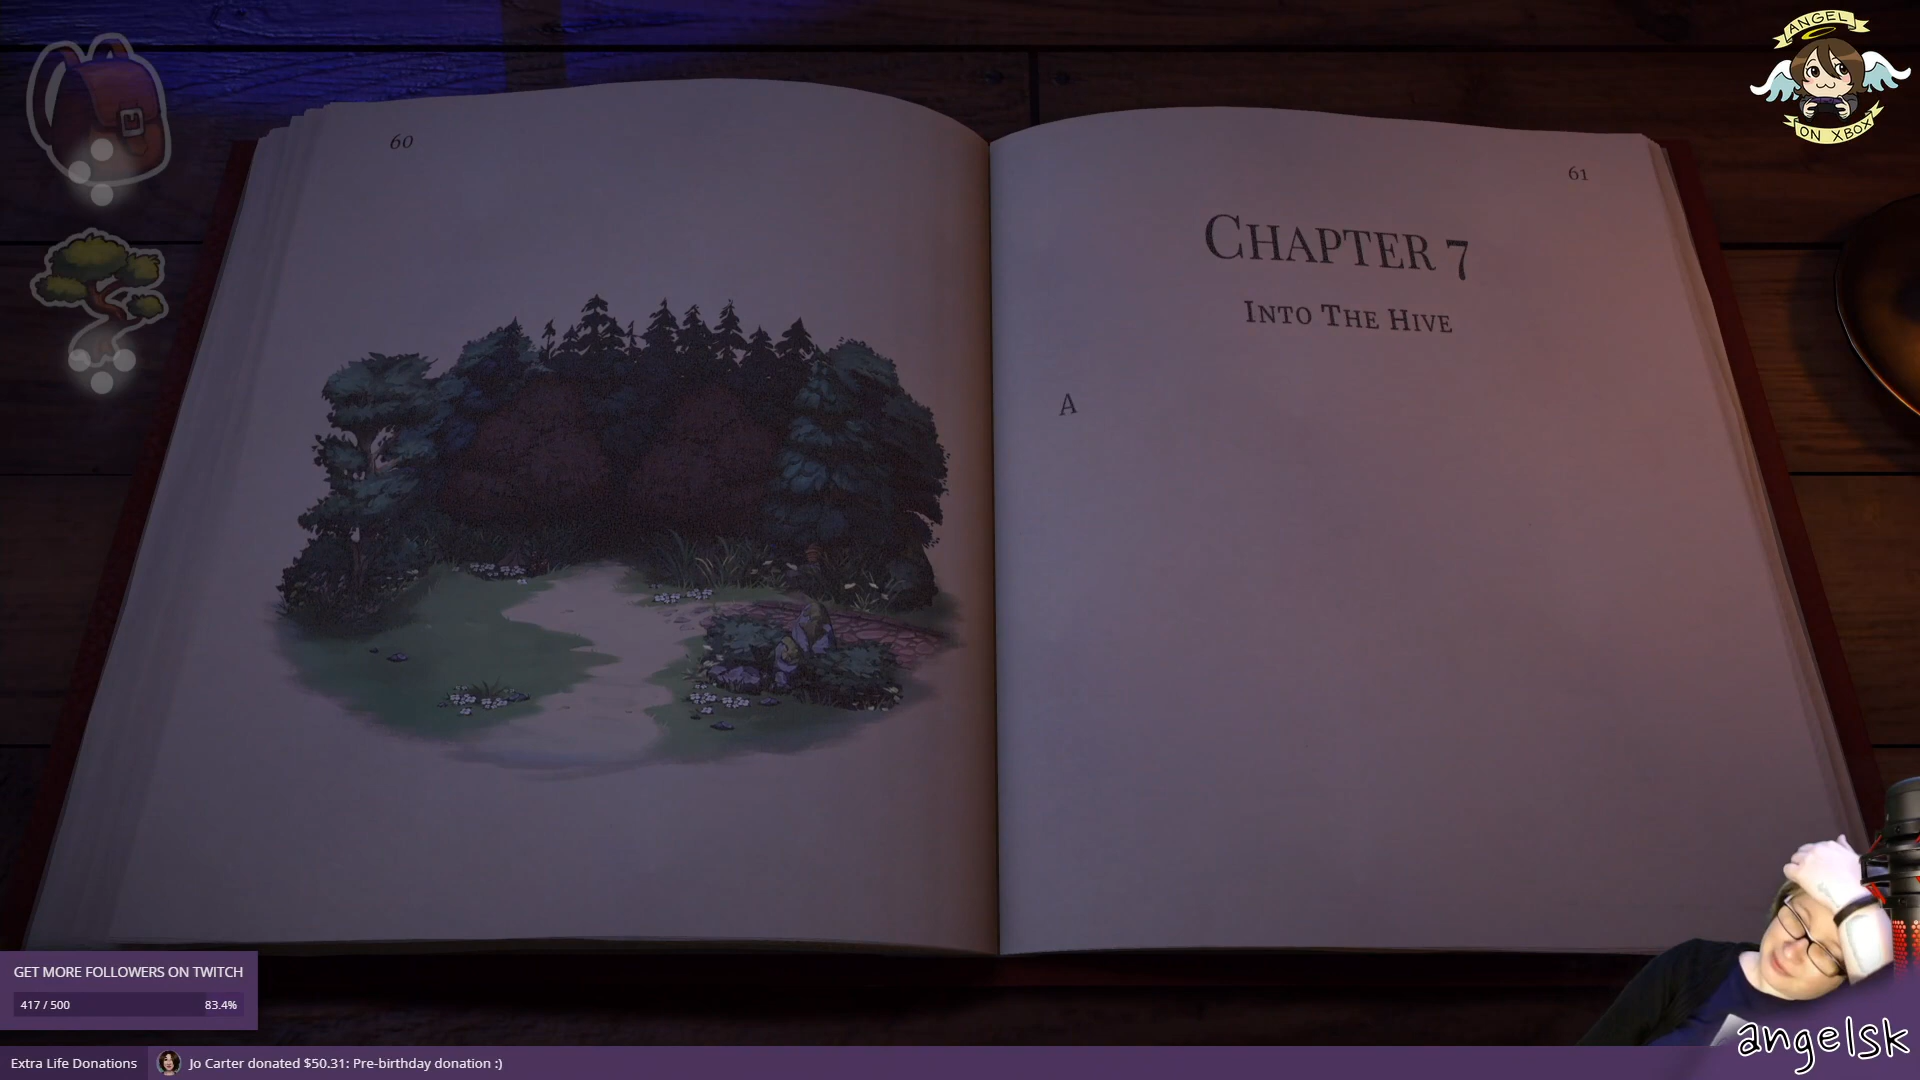 ANGEL
ON XBOX
60
61
CHAPTER 7
INTO THE HIVE
A
GET MORE FOLLOWERS ON TWITCH
417 / 500
83.4%
angelsk
Extra Life Donations
Jo Carter donated $50.31: Pre-birthday donation :)